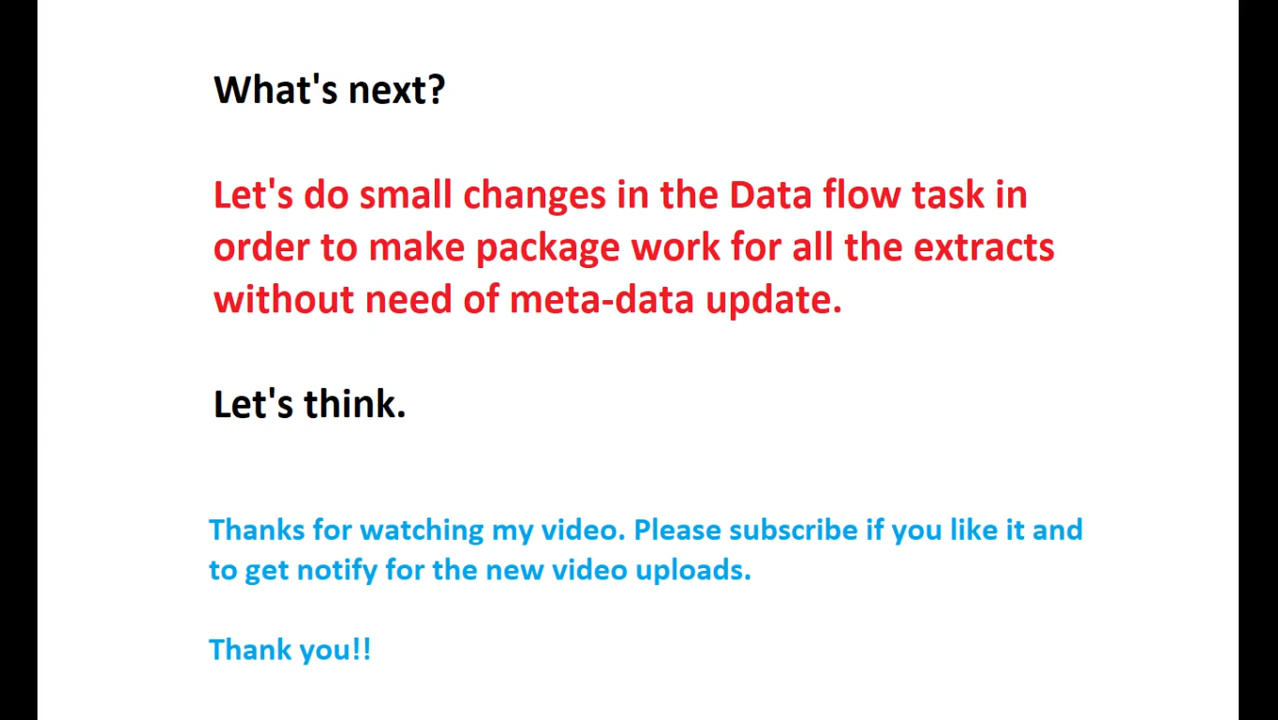 What's next?
Let's do small changes in the Data flow task in
order to make package work for all the extracts
without need of meta-data update.
Let's think.
Thanks for watching my video. Please subscribe if you like it and
to get notify for the new video uploads.
Thank you!!